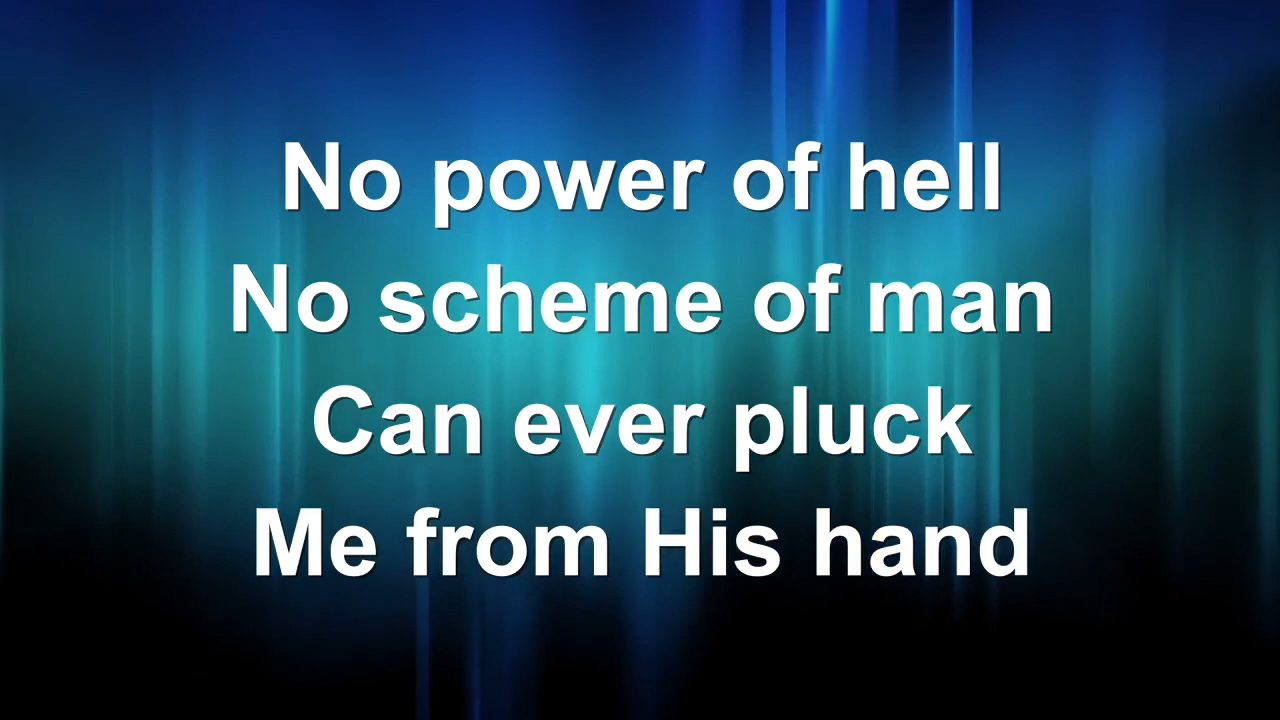 No power of hell
No scheme of man
Can ever pluck
Me from His hand